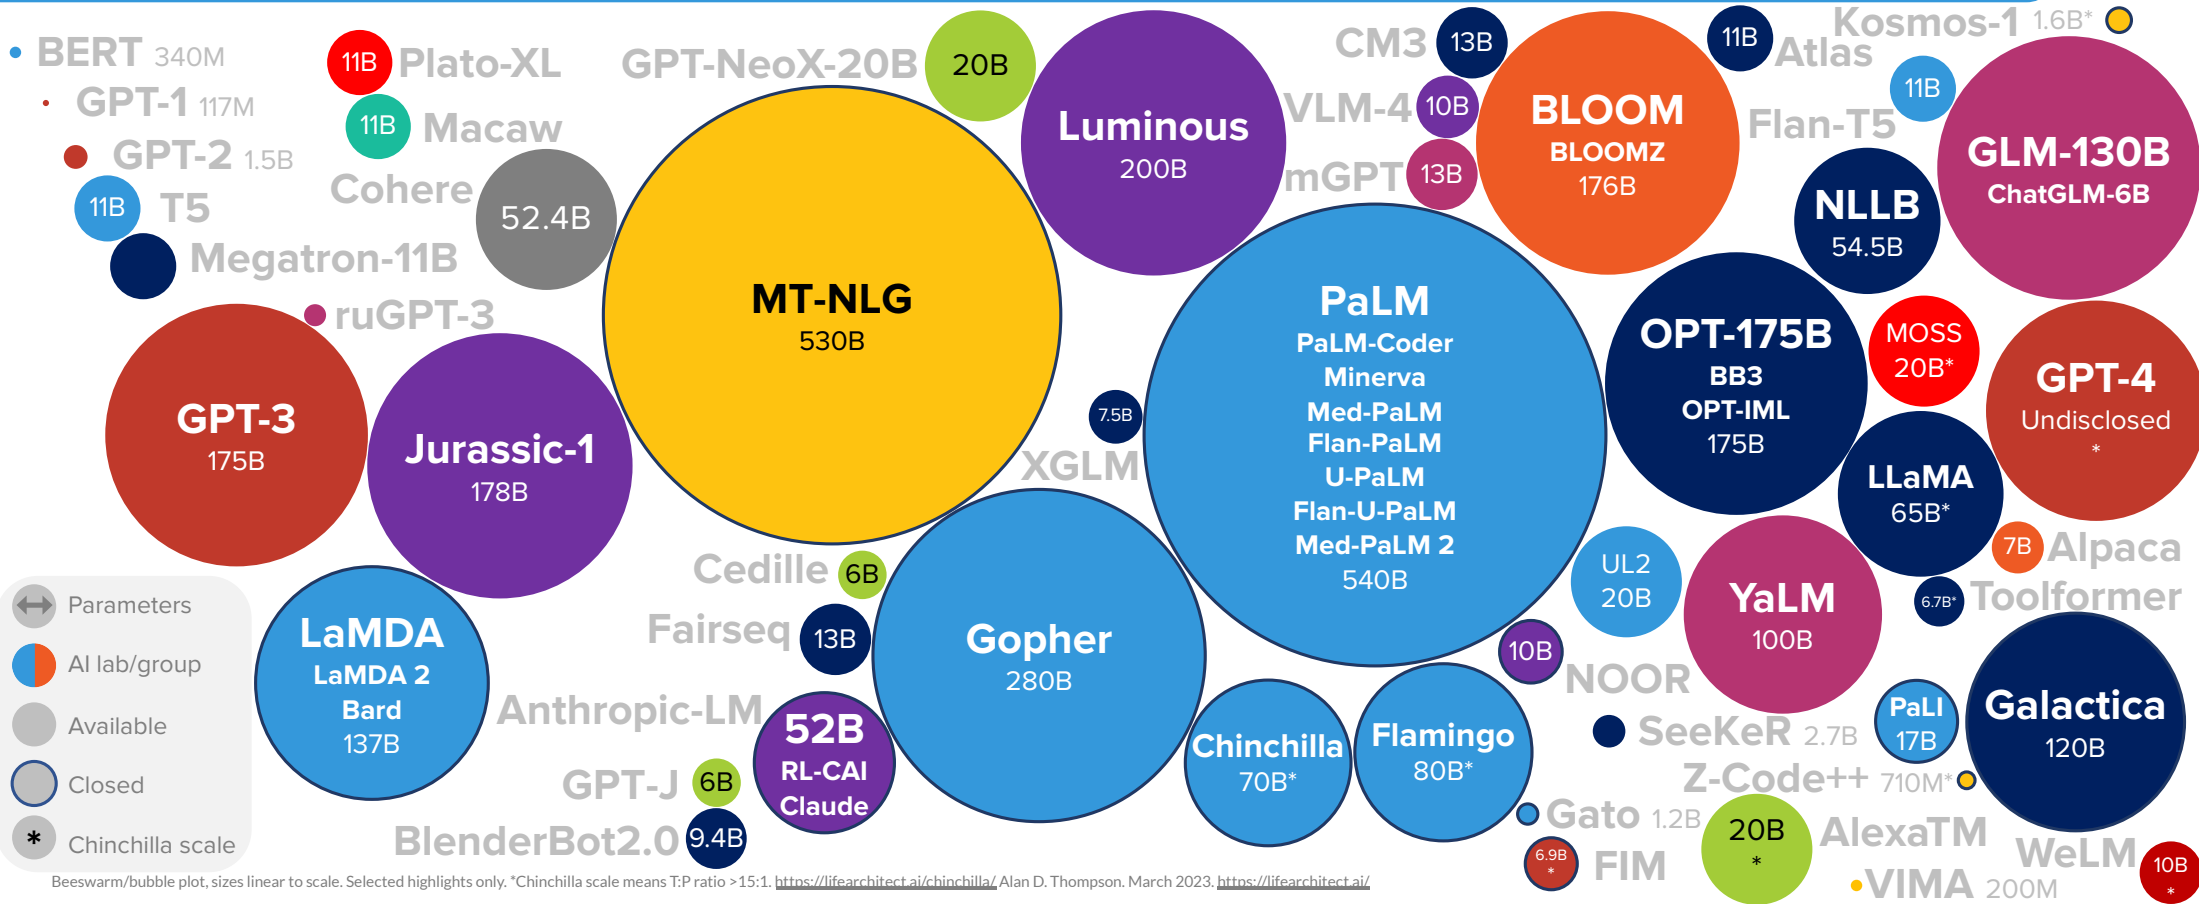 BERT 340M
GPT-1 117M
GPT-2 1.5B
11B T5
Megatron-11B
ruGPT-3
11B Plato-XL
11B Macaw
Cohere
52.4B
GPT-NeoX-20B 20B
MT-NLG
530B
Luminous
200B
CM3 13B
VLM-4 10B
mGPT 13B
BLOOM
BLOOMZ
176B
11B Atlas
Kosmos-1 1.6B*
Flan-T5 11B
GLM-130B
ChatGLM-6B
NLLB
54.5B
GPT-3
175B
Jurassic-1
178B
7.5B
XGLM
PaLM
PaLM-Coder
Minerva
Med-PaLM
Flan-PaLM
U-PaLM
Flan-U-PaLM
Med-PaLM 2
540B
OPT-175B
BB3
OPT-IML
175B
MOSS
20B*
GPT-4
Undisclosed
*
LLaMA
65B*
7B Alpaca
6.7B* Toolformer
UL2
20B
YaLM
100B
Parameters
AI lab/group
Available
Closed
* Chinchilla scale
LaMDA
LaMDA 2
Bard
137B
Cedille 6B
Fairseq 13B
Anthropic-LM
52B
RL-CAI
Claude
GPT-J 6B
BlenderBot2.0 9.4B
Gopher
280B
Chinchilla
70B*
Flamingo
80B*
10B
NOOR
SeeKeR 2.7B
PaLI
17B
Galactica
120B
Z-Code++ 710M*
Gato 1.2B
6.9B
*
FIM
20B
*
AlexaTM
WeLM
10B
*
VIMA 200M
Beeswarm/bubble plot, sizes linear to scale. Selected highlights only. *Chinchilla scale means T:P ratio >15:1. https://lifearchitect.ai/chinchilla/ Alan D. Thompson. March 2023. https://lifearchitect.ai/